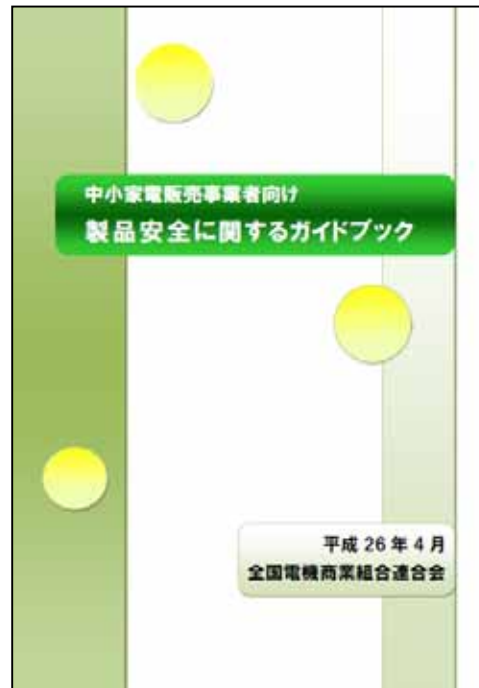 中小家電販売事業者向け
製品安全に関するガイドブック
平成 26 年 4 月
全国電機商業組合連合会